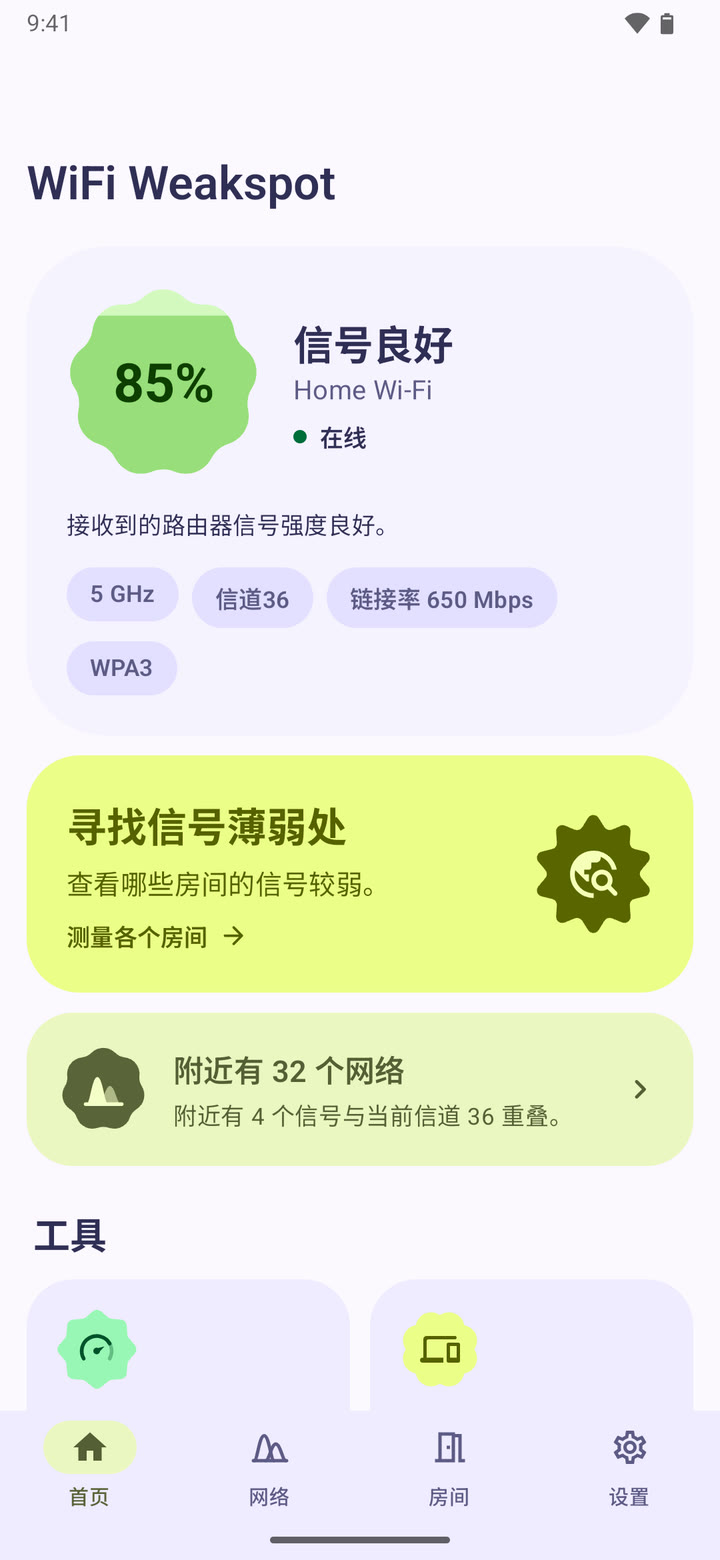 9:41
WiFi Weakspot
85%
信号良好
Home Wi-Fi
在线
接收到的路由器信号强度良好。
5 GHz
信道36
链接率 650 Mbps
WPA3
寻找信号薄弱处
查看哪些房间的信号较弱。
测量各个房间
附近有 32 个网络
附近有 4 个信号与当前信道 36 重叠。
工具
首页
网络
房间
设置